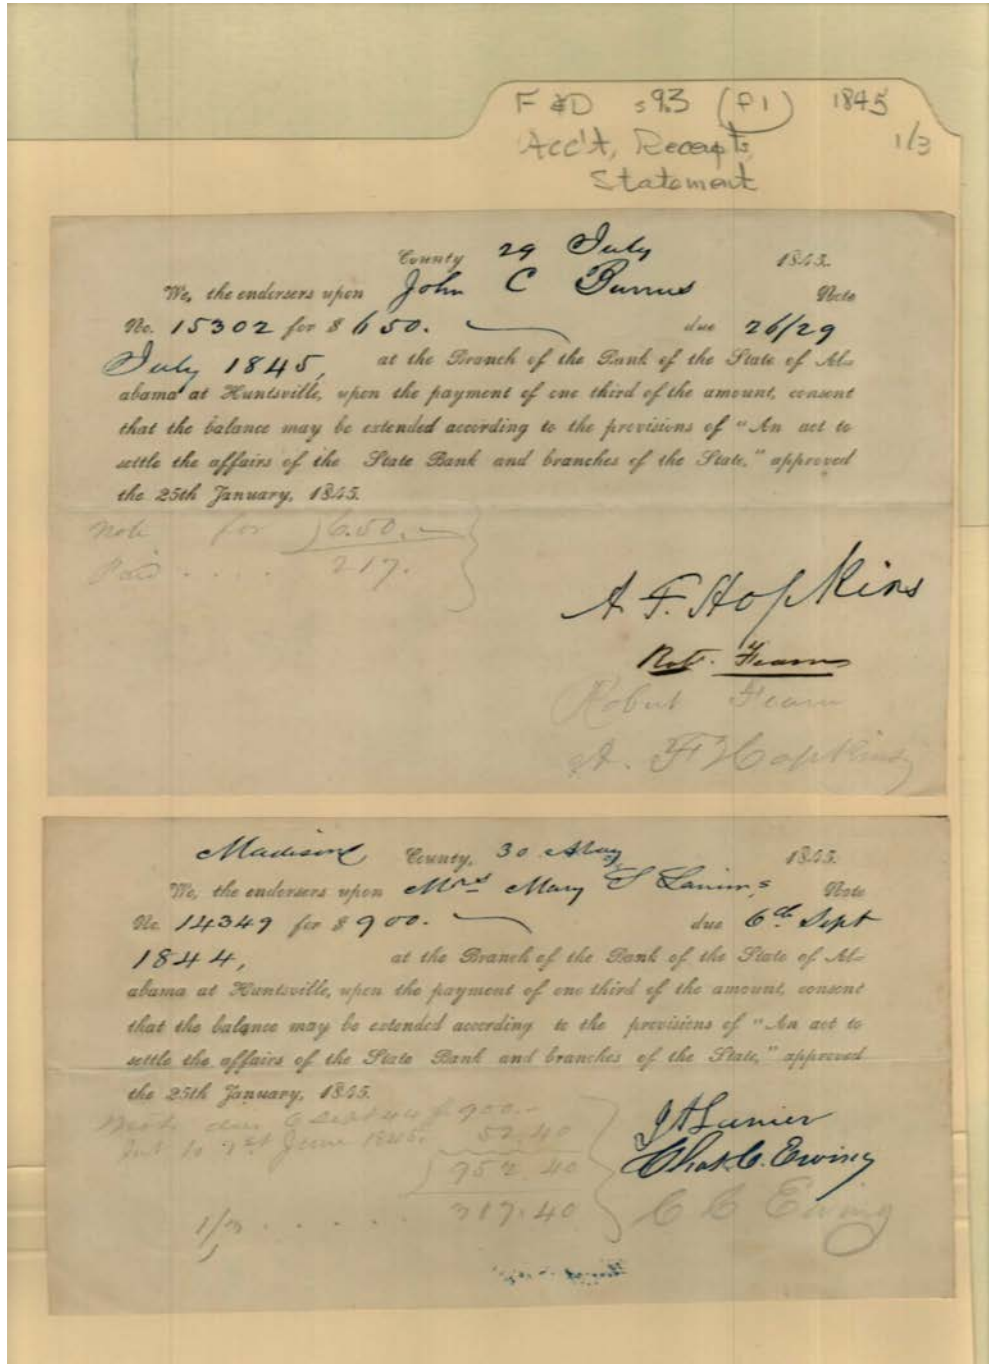 F&D s93 (P1) 1845
1/3
Acc't, Receipts,
Statement
County 29 July 1845.
We, the endorsers upon John C Burrus Note
No. 15302 for $ 650. due 26/29
July 1845, at the Branch of the Bank of the State of Al-
abama at Huntsville, upon the payment of one third of the amount, consent
that the balance may be extended according to the provisions of "An act to
settle the affairs of the State Bank and branches of the State," approved
the 25th January, 1845.
Note for 650.
Paid .... 217.
A. F. Hopkins
Robt. Fearn
Robert Fearn
A. F Hopkins
Madison County, 30 May 1845.
We, the endorsers upon Mrs Mary Laniers Note
No. 14349 for $ 900. due 6th Sept
1844, at the Branch of the Bank of the State of Al-
abama at Huntsville, upon the payment of one third of the amount, consent
that the balance may be extended according to the provisions of "An act to
settle the affairs of the State Bank and branches of the State," approved
the 25th January, 1845.
Note due 6 Sept 44 $900.-
Int to June 1845. 52.40
952.40
1/3 ..... 317.40
Lanier
Chas. C. Ewing
C C Ewing